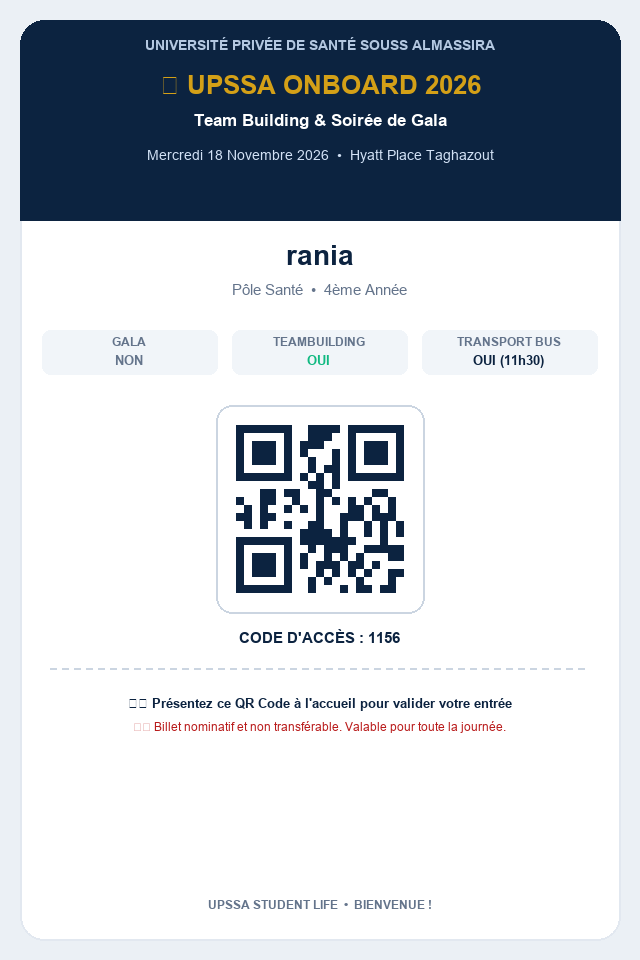 UNIVERSITÉ PRIVÉE DE SANTÉ SOUSS ALMASSIRA
UPSSA ONBOARD 2026
Team Building & Soirée de Gala
Mercredi 18 Novembre 2026 • Hyatt Place Taghazout
rania
Pôle Santé • 4ème Année
GALA
NON
TEAMBUILDING
OUI
TRANSPORT BUS
OUI (11h30)
CODE D'ACCÈS : 1156
Présentez ce QR Code à l'accueil pour valider votre entrée
Billet nominatif et non transférable. Valable pour toute la journée.
UPSSA STUDENT LIFE • BIENVENUE !